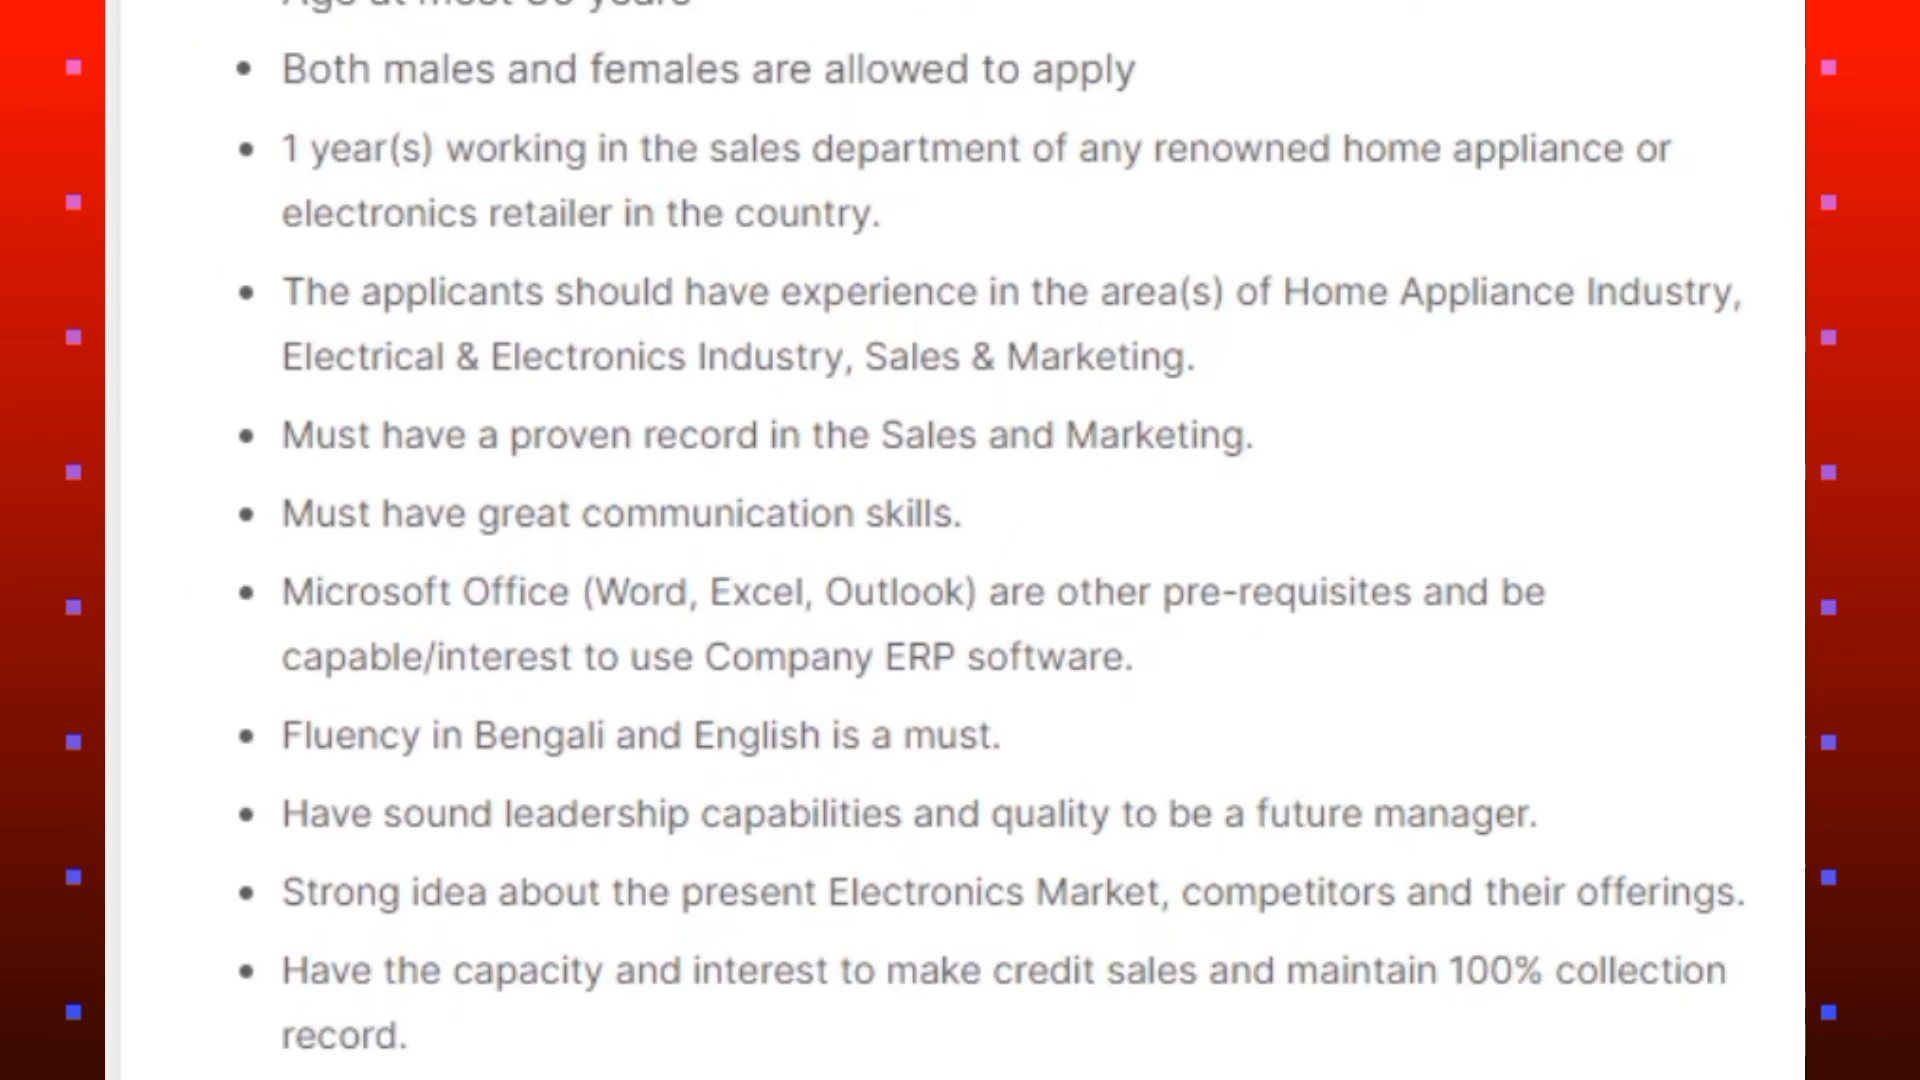 Age at most years
Both males and females are allowed to apply
1 year(s) working in the sales department of any renowned home appliance or
electronics retailer in the country.
The applicants should have experience in the area(s) of Home Appliance Industry,
Electrical & Electronics Industry, Sales & Marketing.
Must have a proven record in the Sales and Marketing.
Must have great communication skills.
Microsoft Office (Word, Excel, Outlook) are other pre-requisites and be
capable/interest to use Company ERP software.
Fluency in Bengali and English is a must.
Have sound leadership capabilities and quality to be a future manager.
Strong idea about the present Electronics Market, competitors and their offerings.
Have the capacity and interest to make credit sales and maintain 100% collection
record.